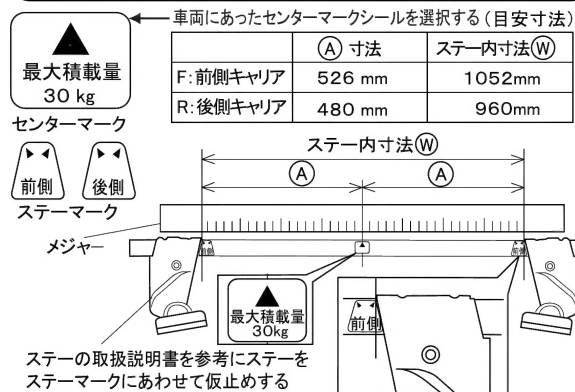 車両にあったセンターマークシールを選択する(目安寸法)
最大積載量
30 kg
センターマーク
Ⓐ 寸法 ステー内寸法Ⓦ
F:前側キャリア 526 mm 1052mm
R:後側キャリア 480 mm 960mm
前側 後側
ステーマーク
ステー内寸法Ⓦ
Ⓐ Ⓐ
メジャー
前側
前側
最大積載量
30kg
前側
ステーの取扱説明書を参考にステーを
ステーマークにあわせて仮止めする